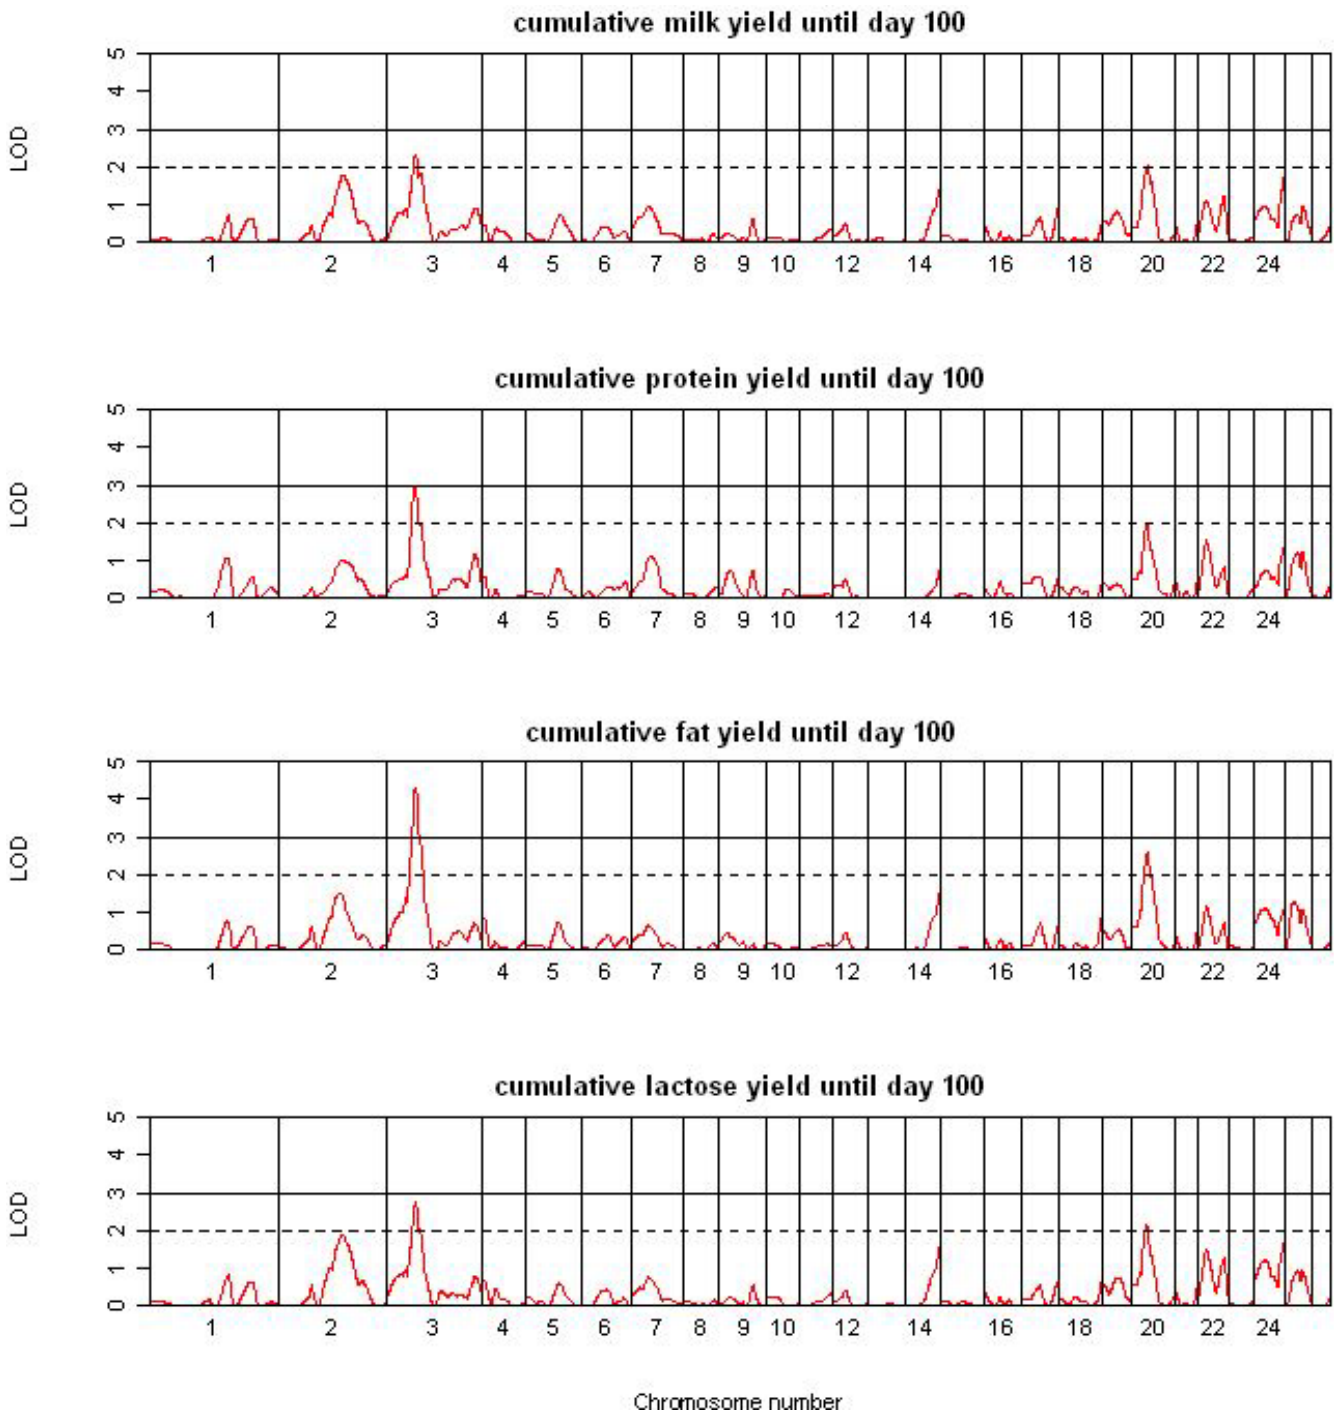 cumulative milk yield until day 100
5
4
3
2
1
0
LOD
1 2 3 4 5 6 7 8 9 10 12 14 16 18 20 22 24
cumulative protein yield until day 100
5
4
3
2
1
0
LOD
1 2 3 4 5 6 7 8 9 10 12 14 16 18 20 22 24
cumulative fat yield until day 100
5
4
3
2
1
0
LOD
1 2 3 4 5 6 7 8 9 10 12 14 16 18 20 22 24
cumulative lactose yield until day 100
5
4
3
2
1
0
LOD
1 2 3 4 5 6 7 8 9 10 12 14 16 18 20 22 24
Chromosome number